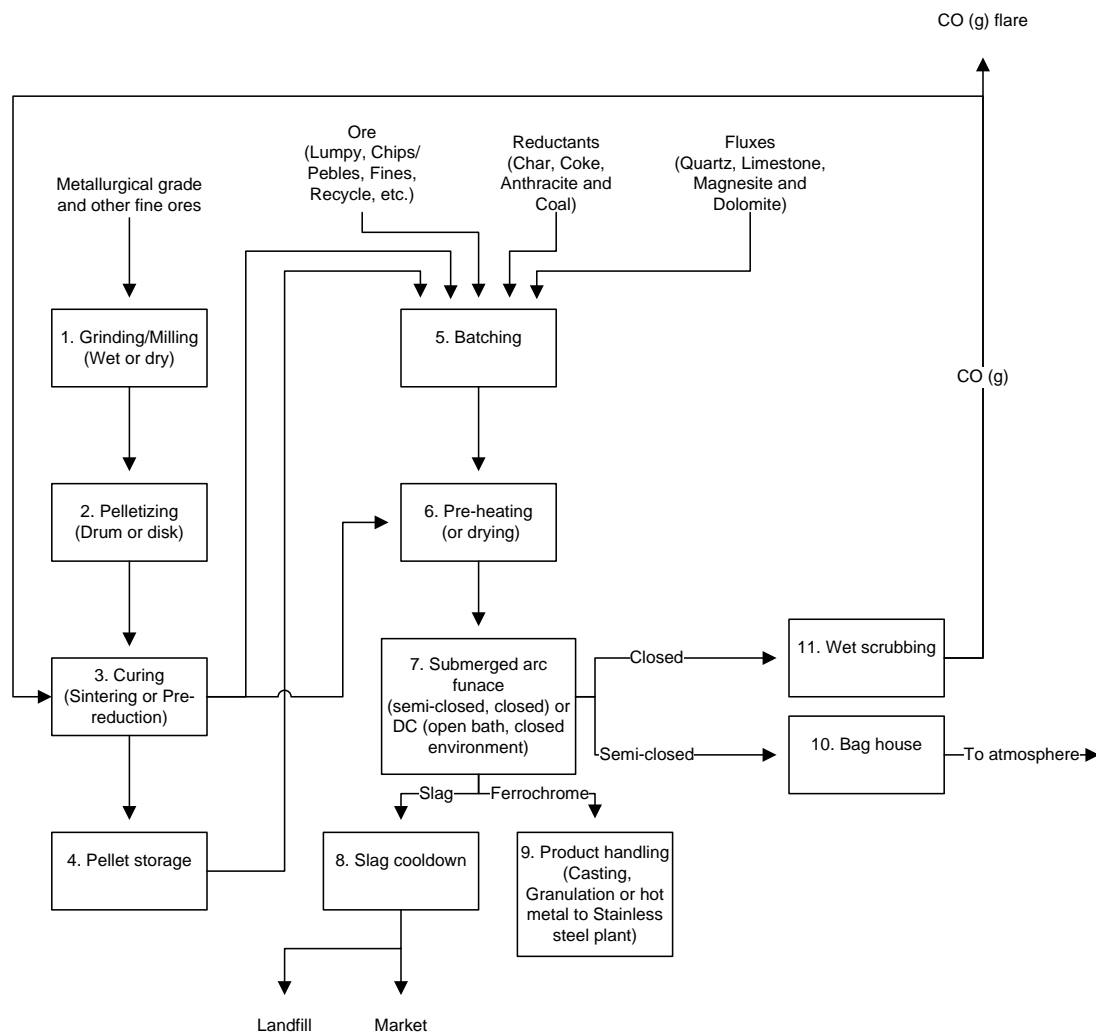 CO (g) flare
Ore
(Lumpy, Chips/
Pebles, Fines,
Recycle, etc.)
Reductants
(Char, Coke,
Anthracite and
Coal)
Fluxes
(Quartz, Limestone,
Magnesite and
Dolomite)
Metallurgical grade
and other fine ores
1. Grinding/Milling
(Wet or dry)
5. Batching
CO (g)
2. Pelletizing
(Drum or disk)
6. Pre-heating
(or drying)
3. Curing
(Sintering or Pre-
reduction)
7. Submerged arc
funace
(semi-closed, closed) or
DC (open bath, closed
environment)
Closed
11. Wet scrubbing
Semi-closed
10. Bag house
To atmosphere
Slag
Ferrochrome
4. Pellet storage
8. Slag cooldown
9. Product handling
(Casting,
Granulation or hot
metal to Stainless
steel plant)
Landfill
Market